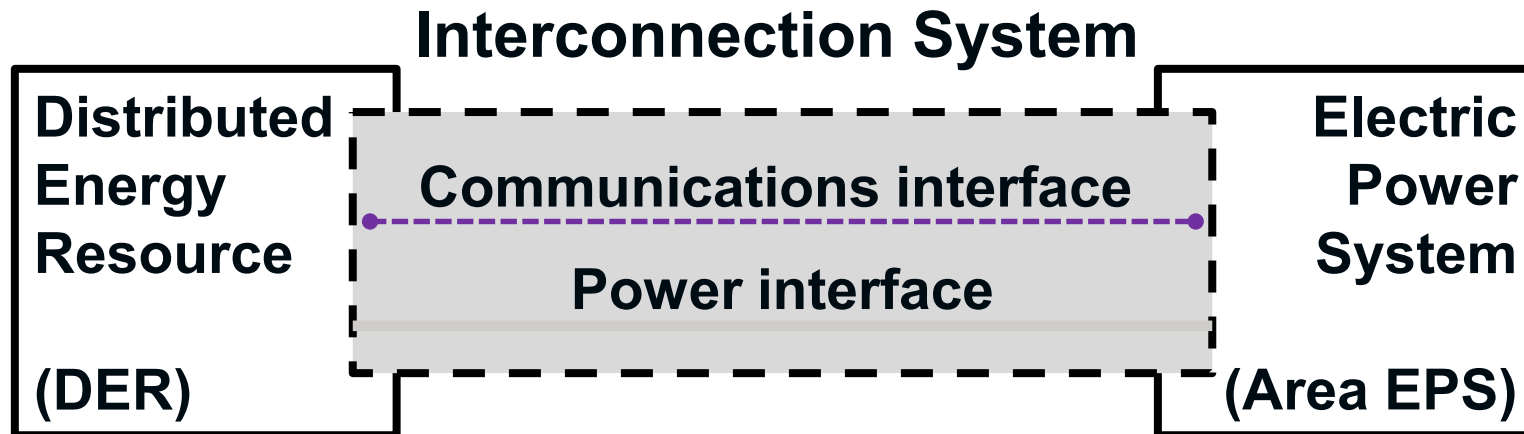 Interconnection System
Distributed
Energy
Resource
(DER)
Communications interface
Power interface
Electric
Power
System
(Area EPS)